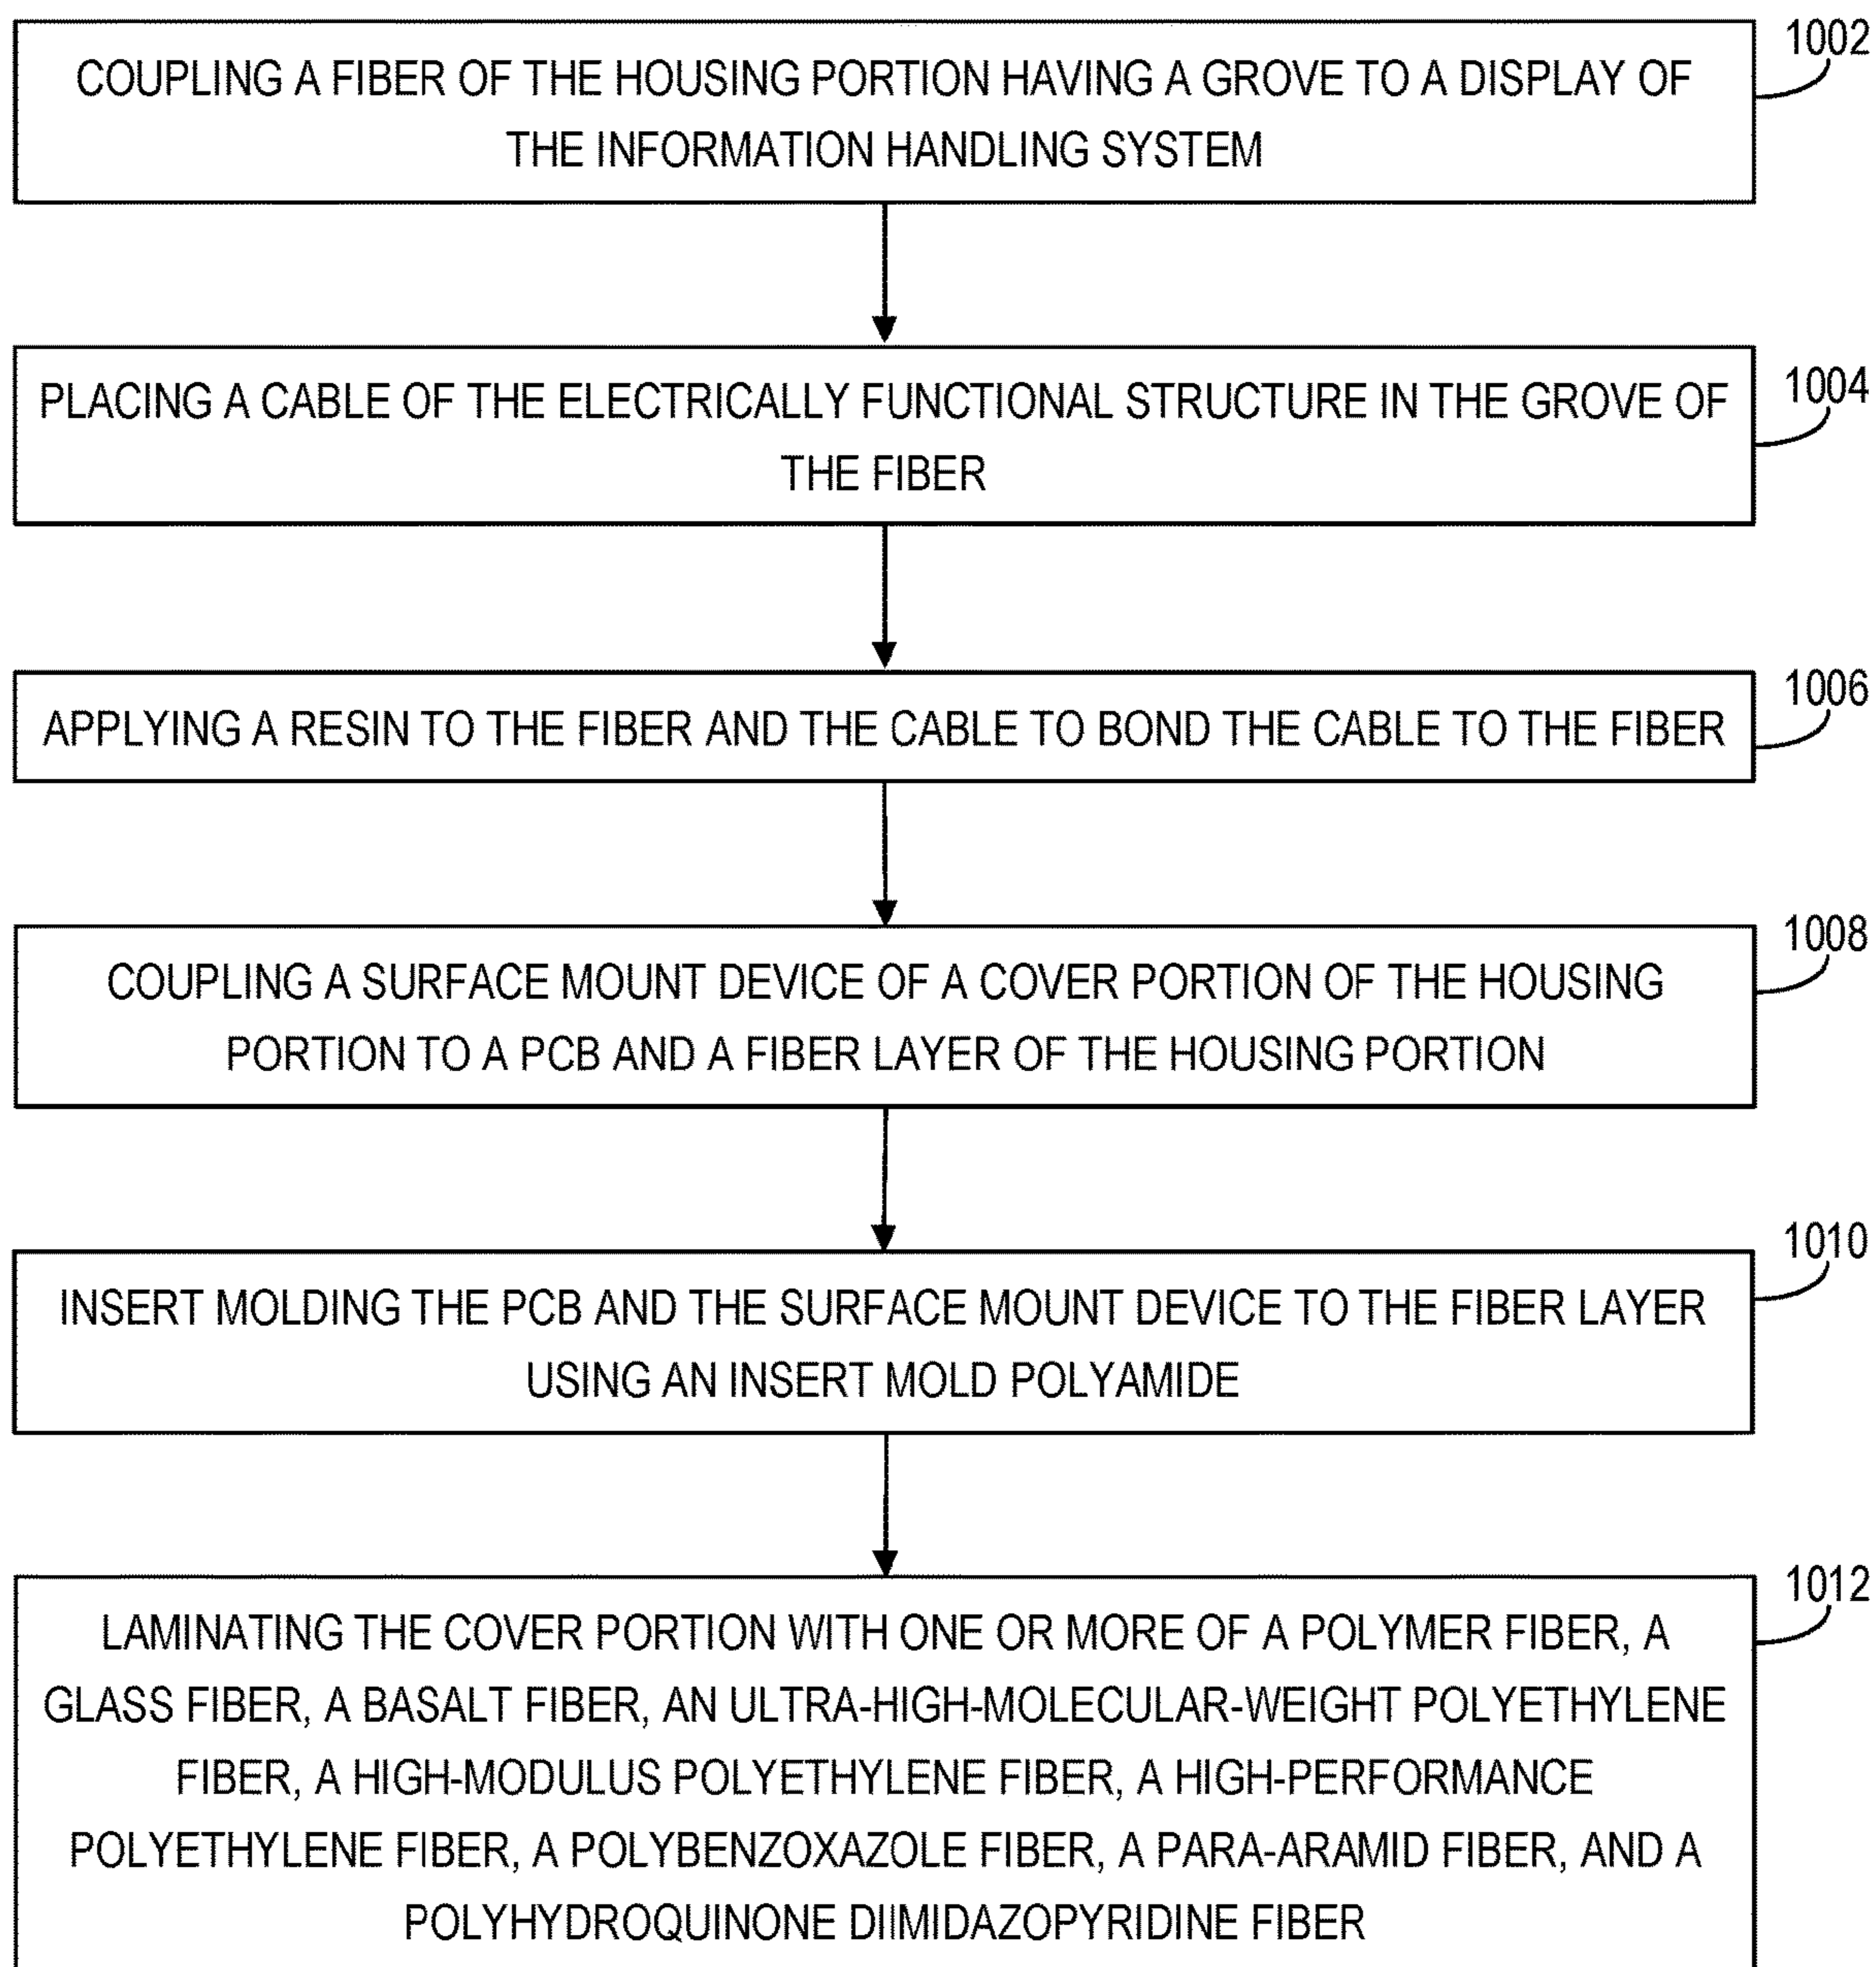 1002
COUPLING A FIBER OF THE HOUSING PORTION HAVING A GROVE TO A DISPLAY OF
THE INFORMATION HANDLING SYSTEM
1004
PLACING A CABLE OF THE ELECTRICALLY FUNCTIONAL STRUCTURE IN THE GROVE OF
THE FIBER
1006
APPLYING A RESIN TO THE FIBER AND THE CABLE TO BOND THE CABLE TO THE FIBER
1008
COUPLING A SURFACE MOUNT DEVICE OF A COVER PORTION OF THE HOUSING
PORTION TO A PCB AND A FIBER LAYER OF THE HOUSING PORTION
1010
INSERT MOLDING THE PCB AND THE SURFACE MOUNT DEVICE TO THE FIBER LAYER
USING AN INSERT MOLD POLYAMIDE
1012
LAMINATING THE COVER PORTION WITH ONE OR MORE OF A POLYMER FIBER, A
GLASS FIBER, A BASALT FIBER, AN ULTRA-HIGH-MOLECULAR-WEIGHT POLYETHYLENE
FIBER, A HIGH-MODULUS POLYETHYLENE FIBER, A HIGH-PERFORMANCE
POLYETHYLENE FIBER, A POLYBENZOXAZOLE FIBER, A PARA-ARAMID FIBER, AND A
POLYHYDROQUINONE DIIMIDAZOPYRIDINE FIBER